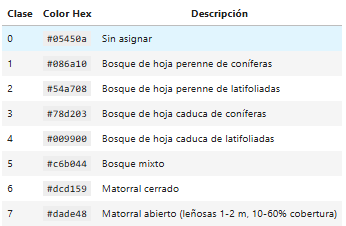 Clase Color Hex Descripción
0 #05450a Sin asignar
1 #086a10 Bosque de hoja perenne de coníferas
2 #54a708 Bosque de hoja perenne de latifoliadas
3 #78d203 Bosque de hoja caduca de coníferas
4 #009900 Bosque de hoja caduca de latifoliadas
5 #c6b044 Bosque mixto
6 #dcd159 Matorral cerrado
7 #dade48 Matorral abierto (leñosas 1-2 m, 10-60% cobertura)